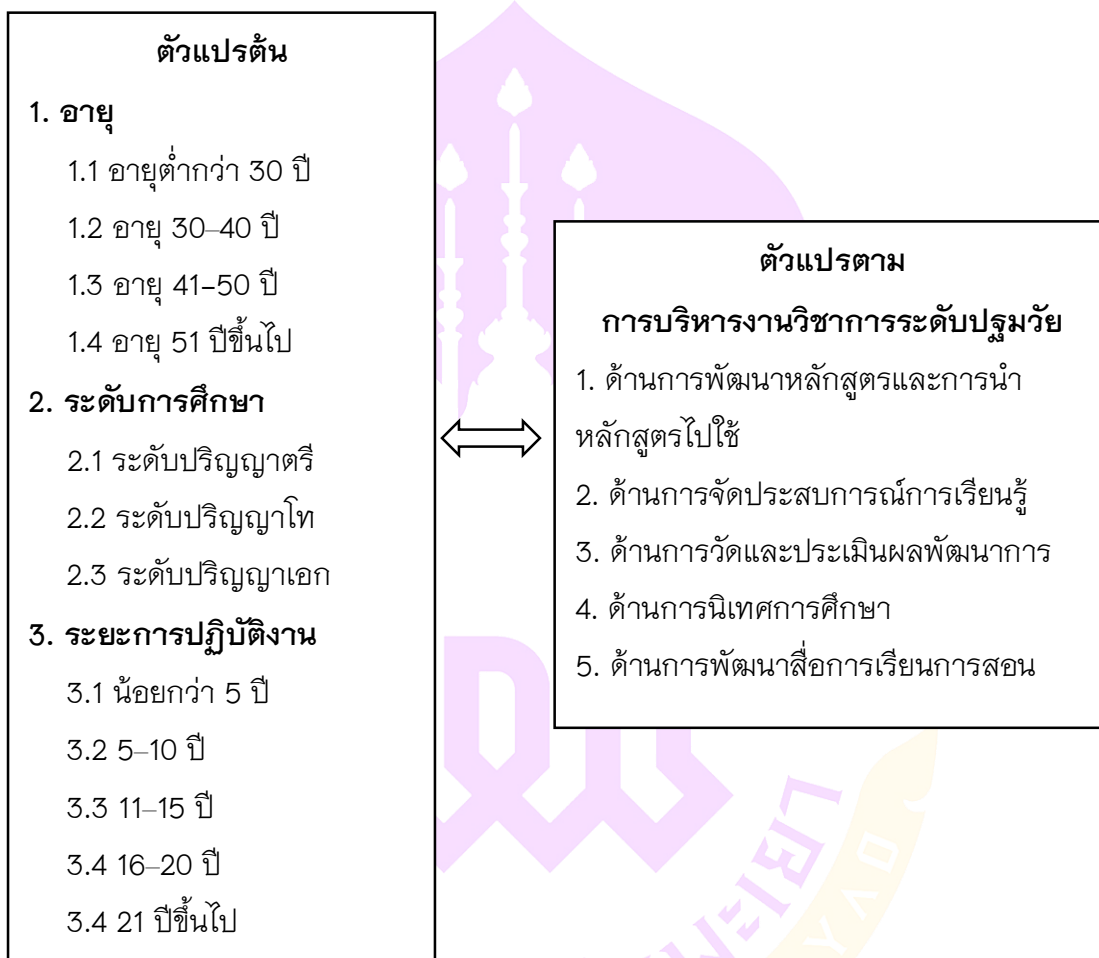 ตัวแปรต้น
1. อายุ
1.1 อายุต่ำกว่า 30 ปี
1.2 อายุ 30–40 ปี
1.3 อายุ 41–50 ปี
1.4 อายุ 51 ปีขึ้นไป
2. ระดับการศึกษา
2.1 ระดับปริญญาตรี
2.2 ระดับปริญญาโท
2.3 ระดับปริญญาเอก
3. ระยะการปฏิบัติงาน
3.1 น้อยกว่า 5 ปี
3.2 5–10 ปี
3.3 11–15 ปี
3.4 16–20 ปี
3.4 21 ปีขึ้นไป
ตัวแปรตาม
การบริหารงานวิชาการระดับปฐมวัย
1. ด้านการพัฒนาหลักสูตรและการนำ
หลักสูตรไปใช้
2. ด้านการจัดประสบการณ์การเรียนรู้
3. ด้านการวัดและประเมินผลพัฒนาการ
4. ด้านการนิเทศการศึกษา
5. ด้านการพัฒนาสื่อการเรียนการสอน